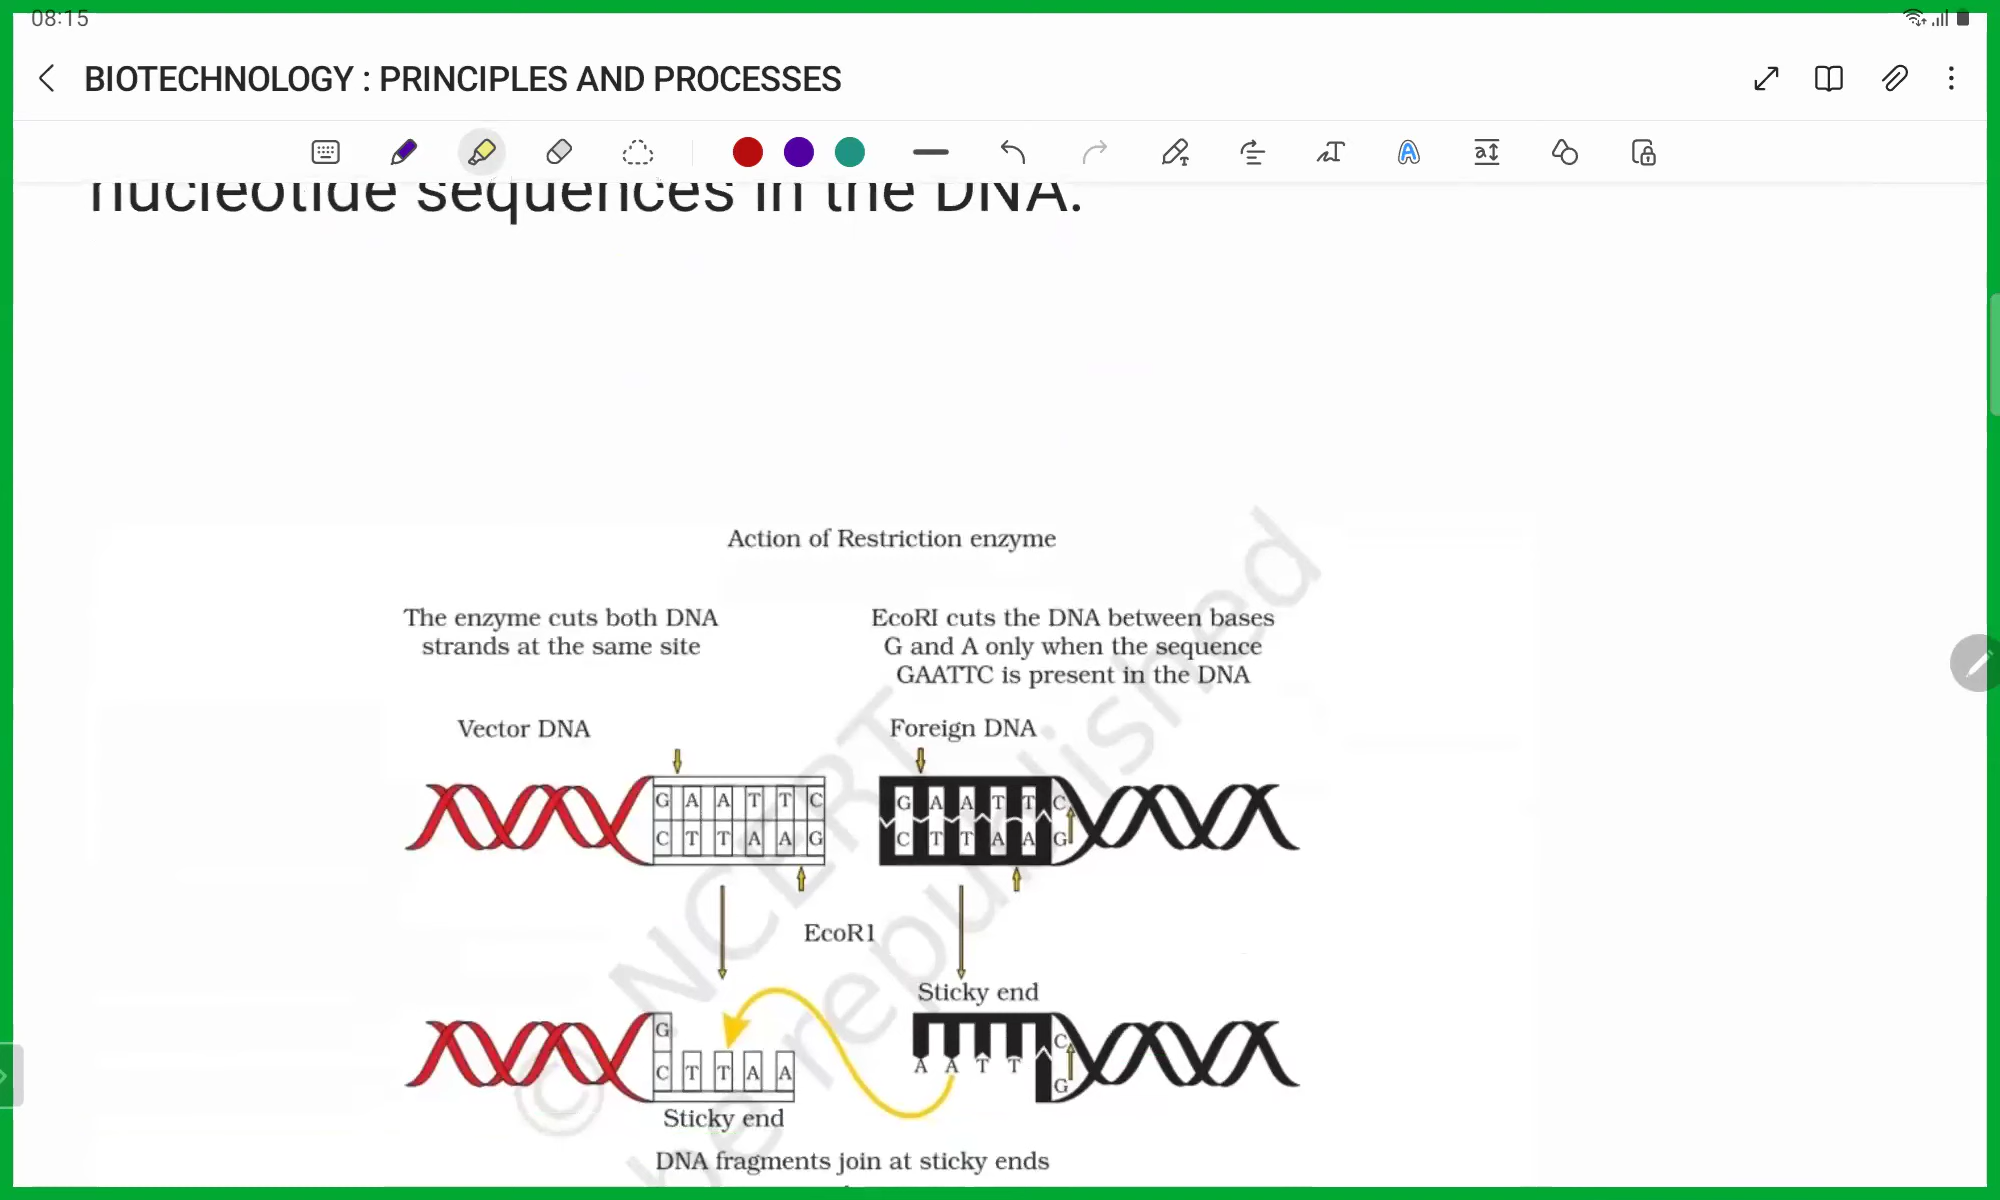 08:15
BIOTECHNOLOGY : PRINCIPLES AND PROCESSES
nucleotide sequences in the DNA.
Action of Restriction enzyme
The enzyme cuts both DNA
strands at the same site
EcoRI cuts the DNA between bases
G and A only when the sequence
GAATTC is present in the DNA
Vector DNA
Foreign DNA
G A A T T C
C T T A A G
G A A T T C
C T T A A G
EcoR1
Sticky end
G
C T T A A
A A T T
C
G
Sticky end
DNA fragments join at sticky ends
© NCERT
be republished